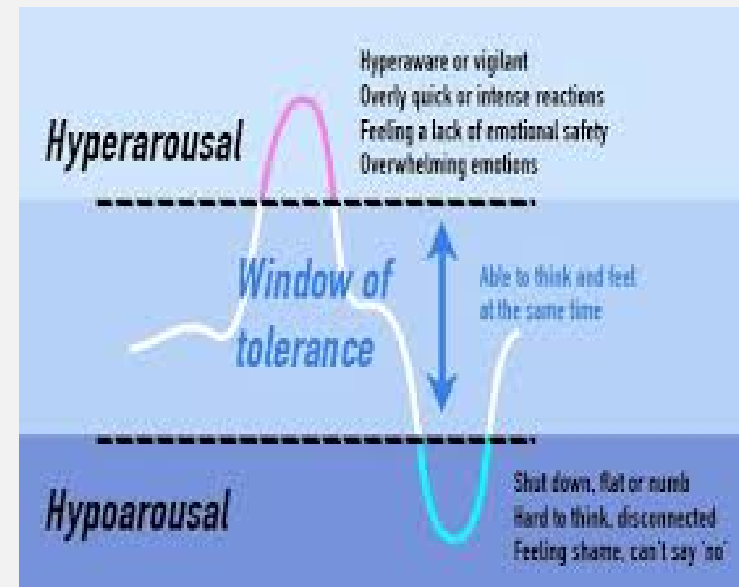 Hyperarousal
Hyperaware or vigilant
Overly quick or intense reactions
Feeling a lack of emotional safety
Overwhelming emotions
Window of
tolerance
Able to think and feel
at the same time
Hypoarousal
Shut down, flat or numb
Hard to think, disconnected
Feeling shame, can't say 'no'